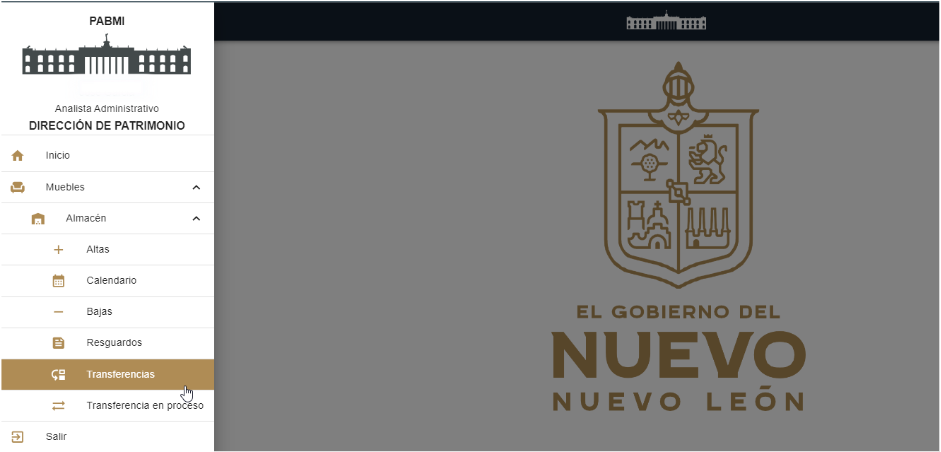 PABMI
Analista Administrativo
DIRECCIÓN DE PATRIMONIO
Inicio
Muebles
Almacén
Altas
Calendario
Bajas
Resguardos
Transferencias
Transferencia en proceso
Salir
EL GOBIERNO DEL
NUEVO
NUEVO LEÓN